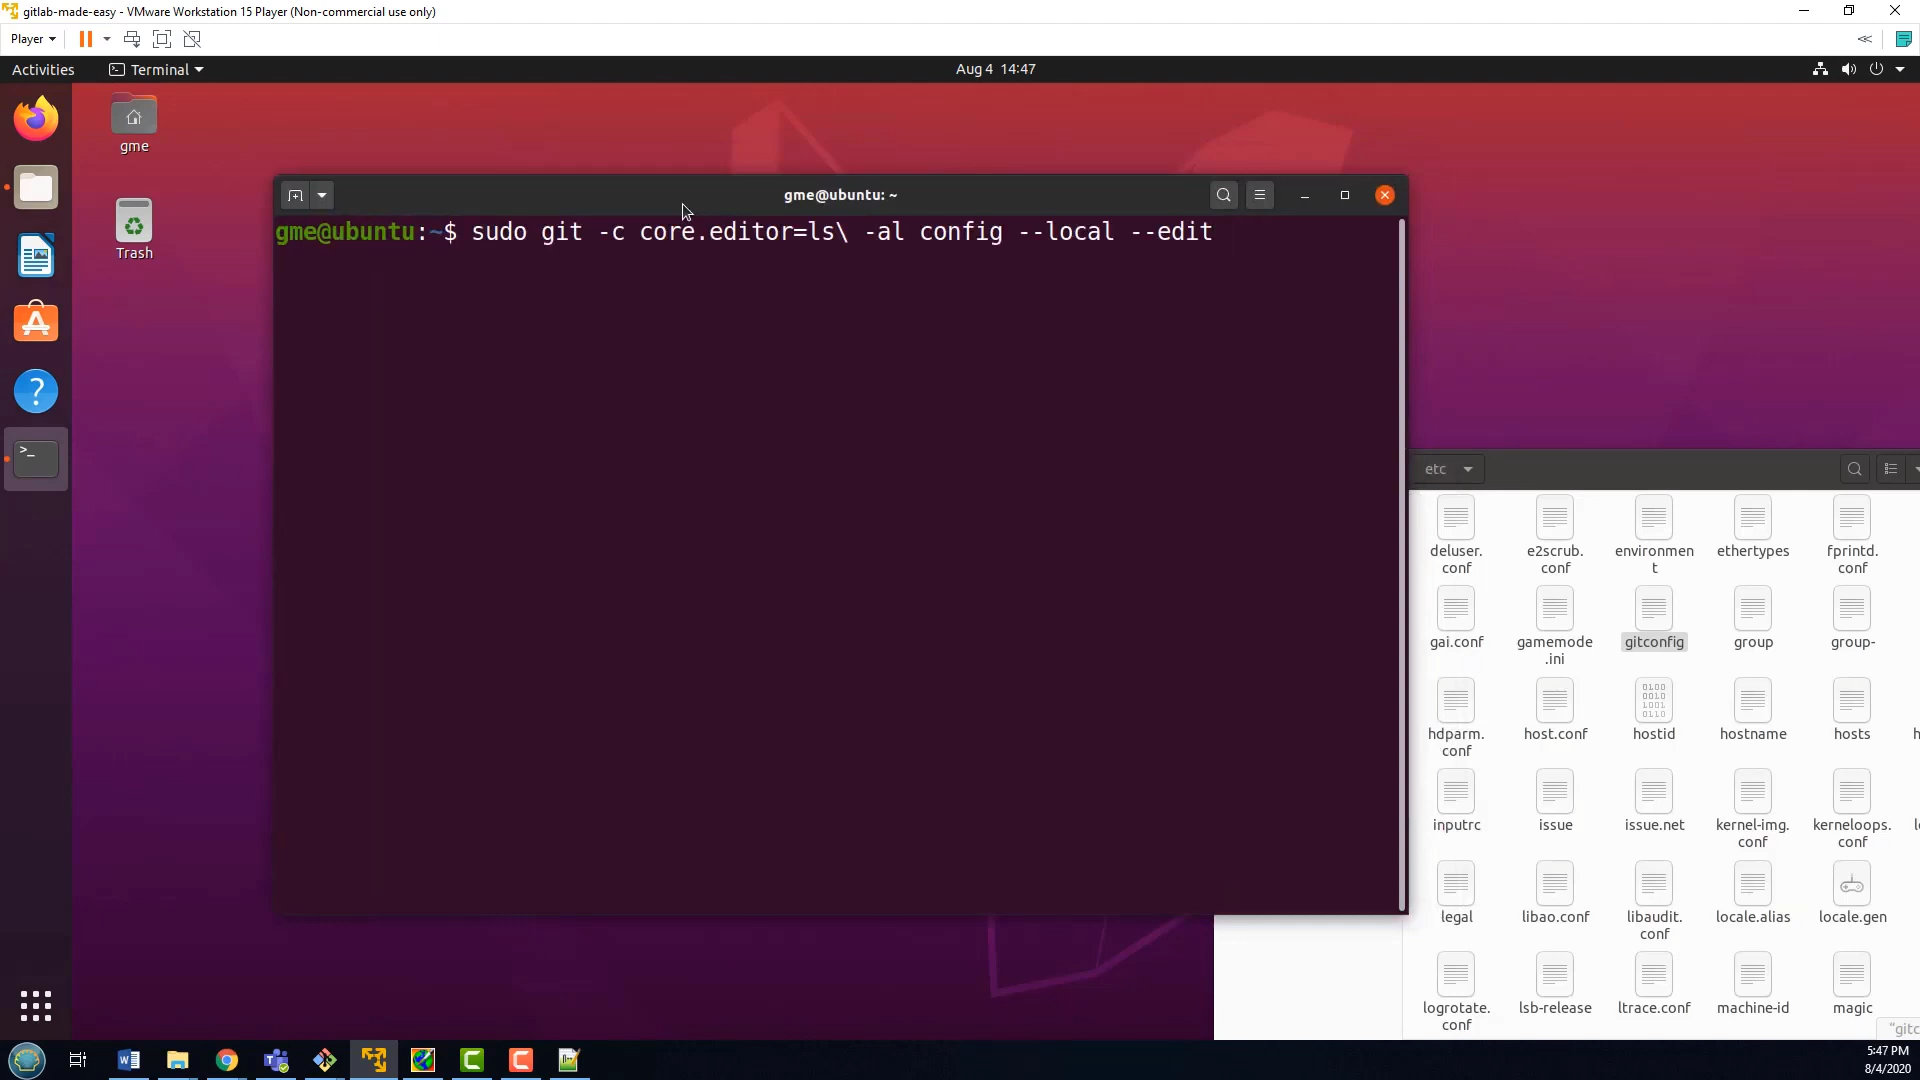 gitlab-made-easy - VMware Workstation 15 Player (Non-commercial use only)
Player
Activities
Terminal
Aug 4 14:47
gme
Trash
gme@ubuntu: ~
gme@ubuntu:~$ sudo git -c core.editor=ls\ -al config --local --edit
etc
deluser.
conf
e2scrub.
conf
environmen
t
ethertypes
fprintd.
conf
gai.conf
gamemode
.ini
gitconfig
group
group-
hdparm.
conf
host.conf
hostid
hostname
hosts
inputrc
issue
issue.net
kernel-img.
conf
kerneloops.
conf
legal
libao.conf
libaudit.
conf
locale.alias
locale.gen
logrotate.
conf
lsb-release
ltrace.conf
machine-id
magic
"gitc
5:47 PM
8/4/2020